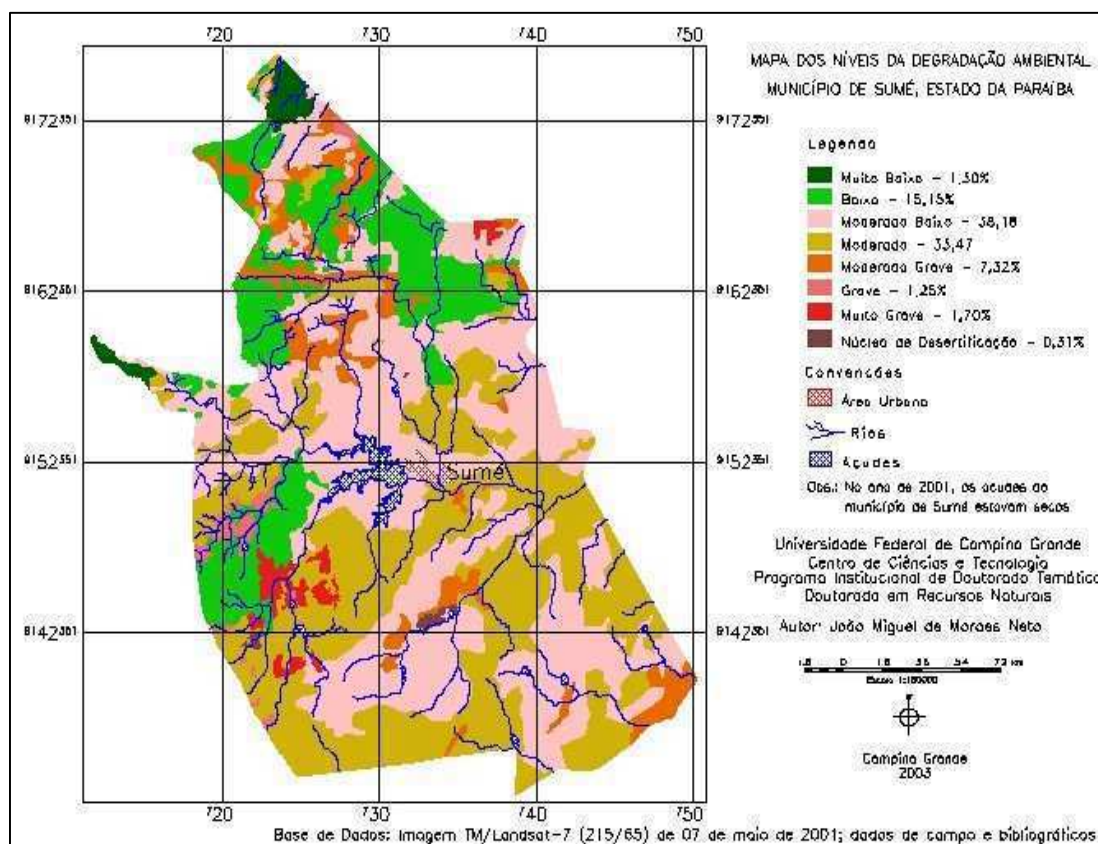 720 730 740 750
MAPA DOS NÍVEIS DA DEGRADAÇÃO AMBIENTAL
MUNICÍPIO DE SUMÉ, ESTADO DA PARAÍBA
Legenda
Muito Baixo - 1,30%
Baixo - 15,15%
Moderado Baixo - 38,18
Moderado - 33,47
Moderado Grave - 7,32%
Grave - 1,25%
Muito Grave - 1,70%
Núcleo de Desertificação - 0,31%
Convenções
Área Urbana
Rios
Açudes
Obs.: No ano de 2001, os açudes do
município de Sumé estavam secos
Sumé
Universidade Federal de Campina Grande
Centro de Ciências e Tecnologia
Programa Institucional de Doutorado Temático
Doutorado em Recursos Naturais
Autor: João Miguel de Moraes Neto
Campina Grande
2003
720 730 740 750
Base de Dados: Imagem TM/Landsat-7 (215/65) de 07 de maio de 2001; dados de campo e bibliográficos